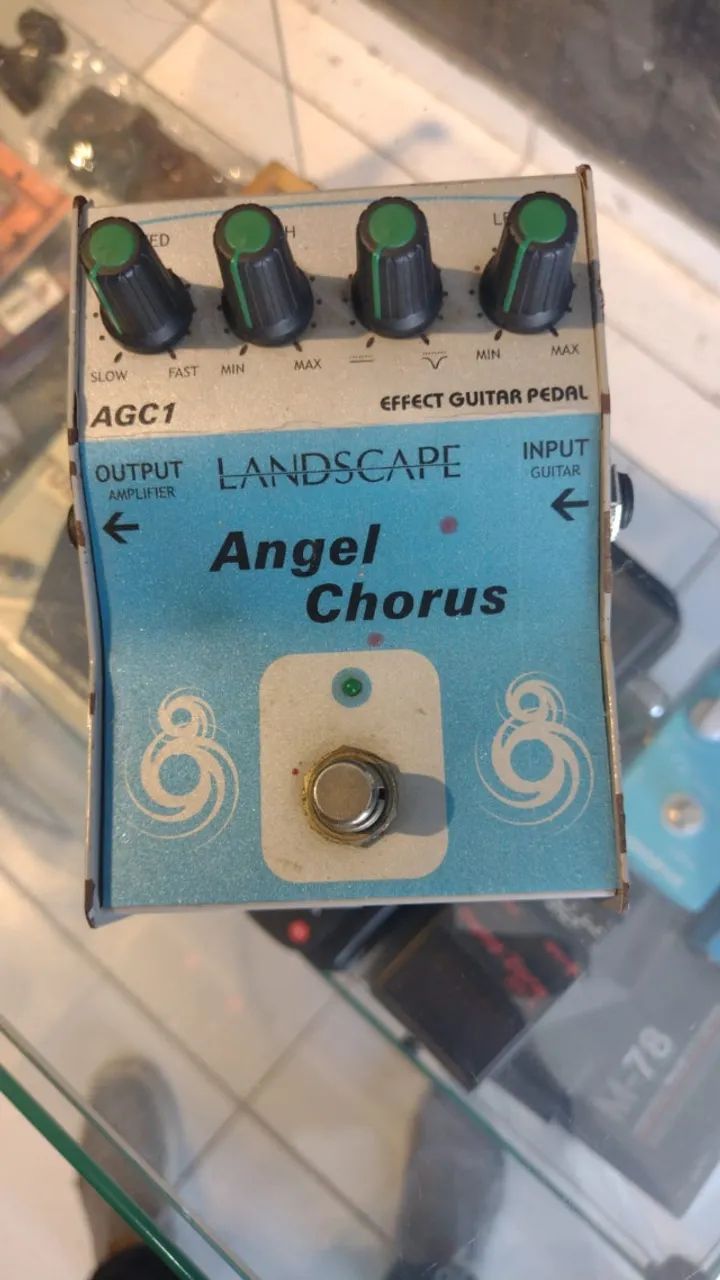 SLOW FAST MIN MAX MIN MAX
AGC1 EFFECT GUITAR PEDAL
OUTPUT LANDSCAPE INPUT
AMPLIFIER GUITAR
Angel
Chorus
M-78